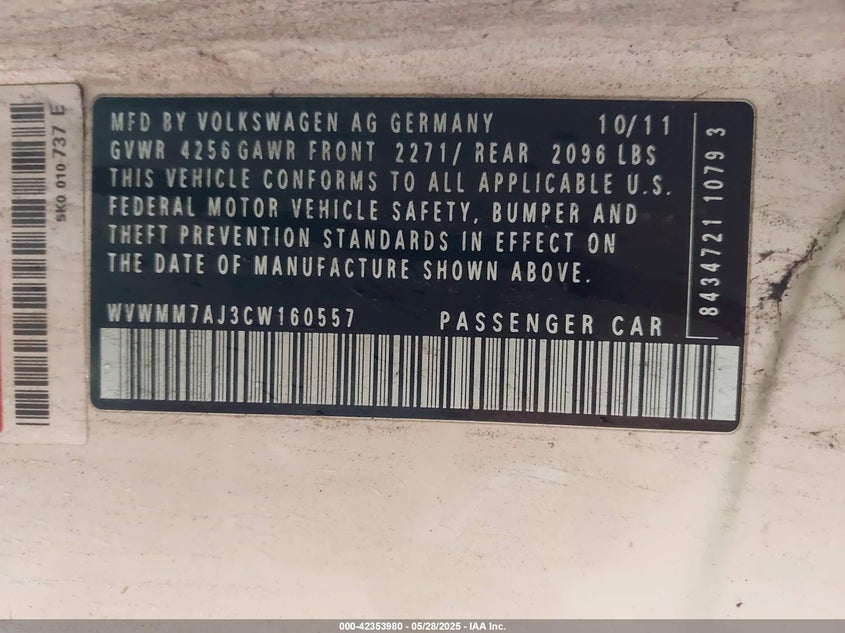 MFD BY VOLKSWAGEN AG GERMANY 10/11
GVWR 4256 GAWR FRONT 2271/ REAR 2096 LBS
THIS VEHICLE CONFORMS TO ALL APPLICABLE U.S.
FEDERAL MOTOR VEHICLE SAFETY, BUMPER AND
THEFT PREVENTION STANDARDS IN EFFECT ON
THE DATE OF MANUFACTURE SHOWN ABOVE.
WVWMM7AJ3CW160557 PASSENGER CAR
8434721 1079 3
5K0 010 737 E
000-42353980 - 05/28/2025 - IAA Inc.